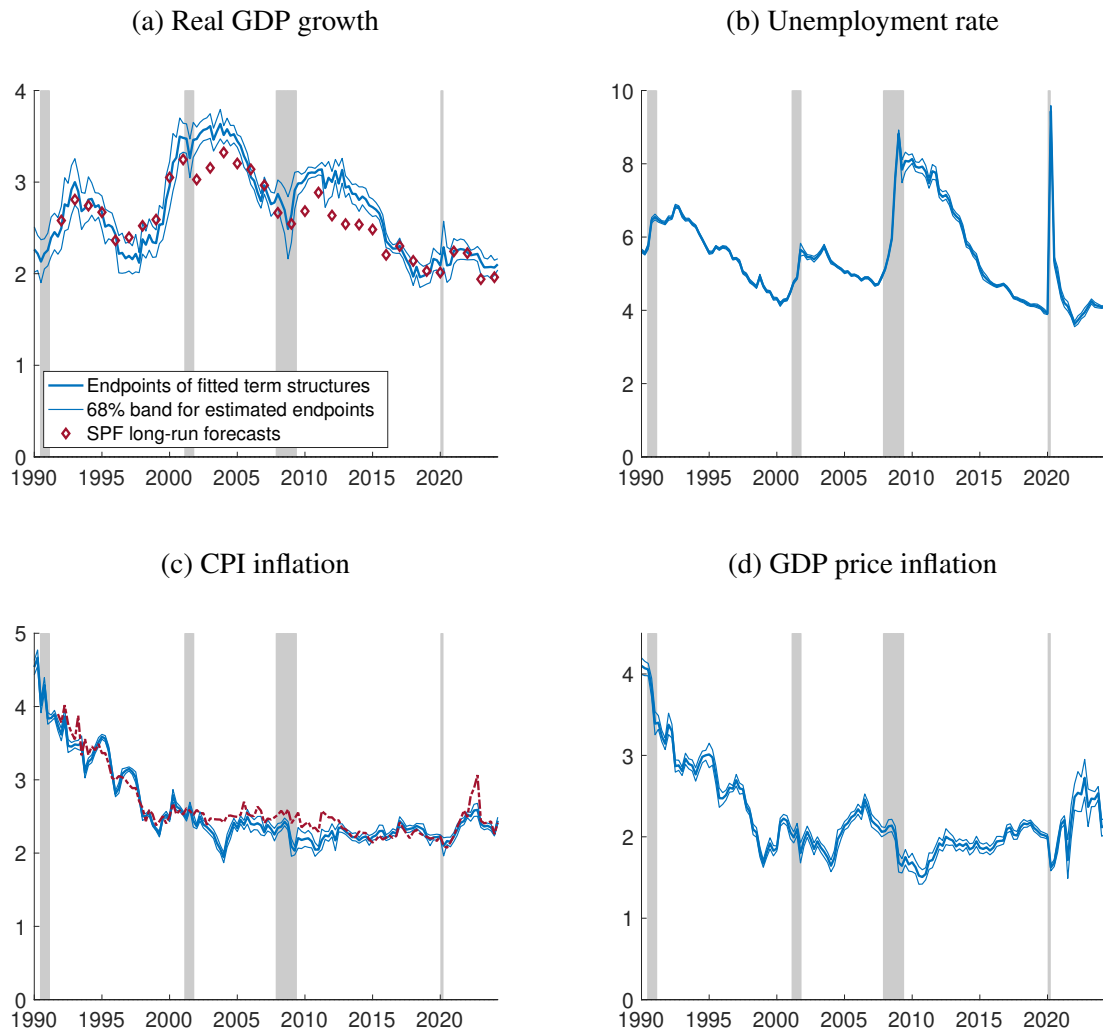 (a) Real GDP growth
4
3
2
1
0
1990 1995 2000 2005 2010 2015 2020
Endpoints of fitted term structures
68% band for estimated endpoints
SPF long-run forecasts
(b) Unemployment rate
10
8
6
4
2
0
1990 1995 2000 2005 2010 2015 2020
(c) CPI inflation
5
4
3
2
1
0
1990 1995 2000 2005 2010 2015 2020
(d) GDP price inflation
4
3
2
1
0
1990 1995 2000 2005 2010 2015 2020